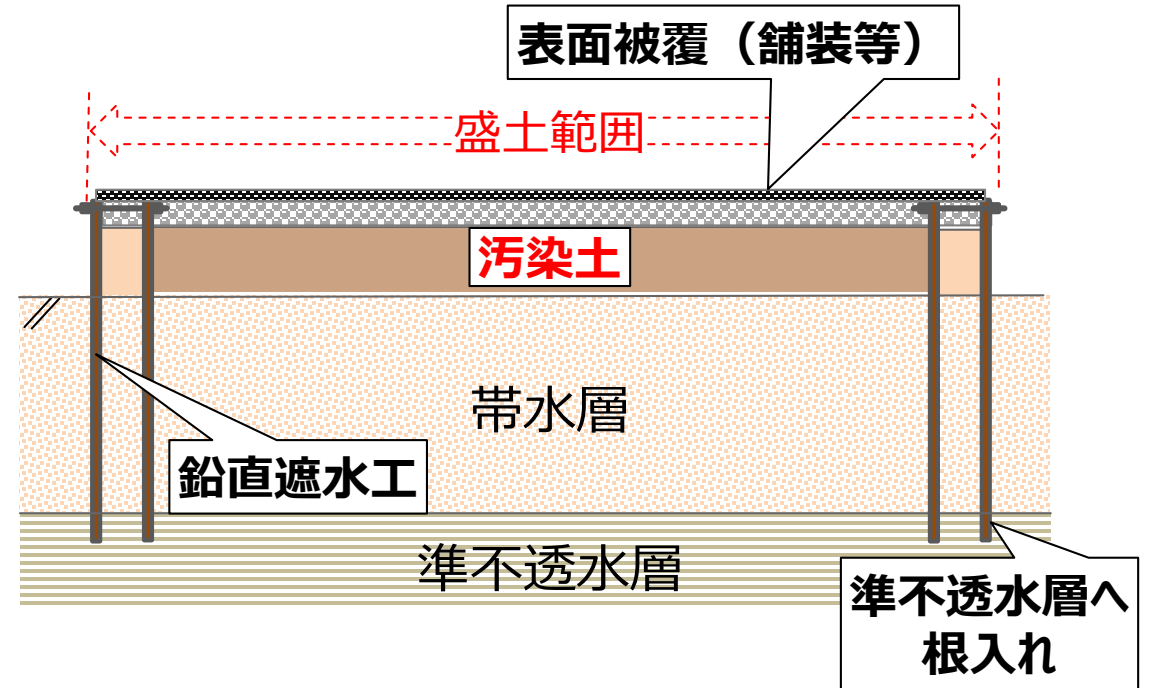 表面被覆（舗装等）
盛土範囲
汚染土
帯水層
鉛直遮水工
準不透水層
準不透水層へ
根入れ